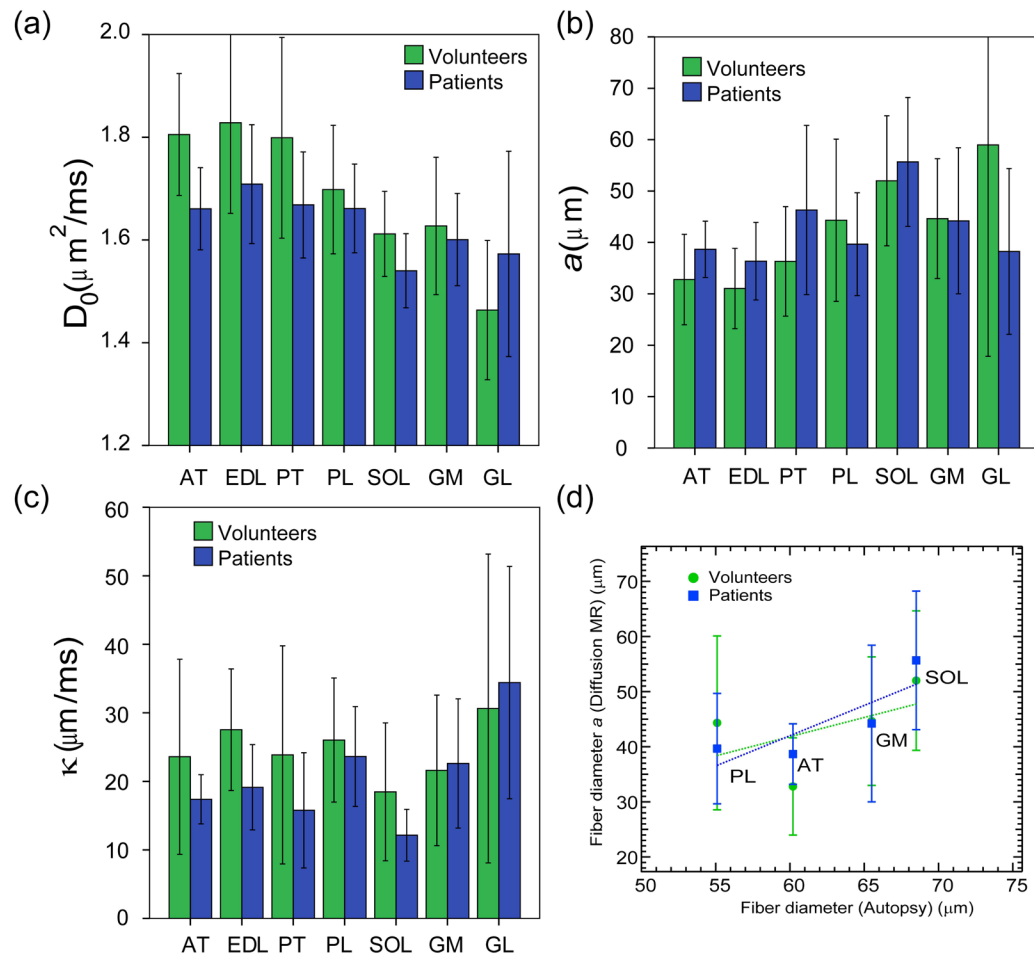 (a)
2.0
1.8
1.6
1.4
1.2
D0(μm²/ms)
Volunteers
Patients
AT EDL PT PL SOL GM GL
(b)
80
70
60
50
40
30
20
10
0
a(μm)
Volunteers
Patients
AT EDL PT PL SOL GM GL
(c)
60
50
40
30
20
10
0
κ(μm/ms)
Volunteers
Patients
AT EDL PT PL SOL GM GL
(d)
70
60
50
40
30
20
Fiber diameter a (Diffusion MR) (μm)
Volunteers
Patients
SOL
GM
AT
PL
50 55 60 65 70 75
Fiber diameter (Autopsy) (μm)